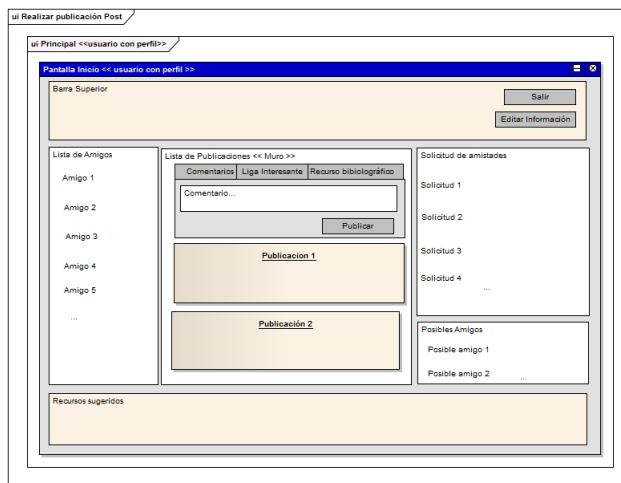 ui Realizar publicación Post
ui Principal <<usuario con perfil>>
Pantalla Inicio << usuario con perfil >>
Barra Superior
Salir
Editar Información
Lista de Amigos
Amigo 1
Amigo 2
Amigo 3
Amigo 4
Amigo 5
...
Lista de Publicaciones << Muro >>
Comentarios Liga Interesante Recurso bibiolográfico
Comentario...
Publicar
Publicacion 1
Publicación 2
Solicitud de amistades
Solicitud 1
Solicitud 2
Solicitud 3
Solicitud 4
...
Posibles Amigos
Posible amigo 1
Posible amigo 2
...
Recursos sugeridos